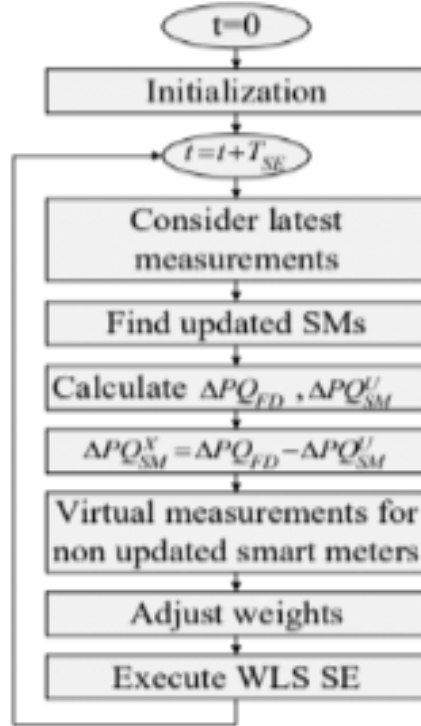 t=0
Initialization
t=t+T_SE
Consider latest
measurements
Find updated SMs
Calculate ΔPQ_FD , ΔPQ^U_SM
ΔPQ^X_SM = ΔPQ_FD − ΔPQ^U_SM
Virtual measurements for
non updated smart meters
Adjust weights
Execute WLS SE